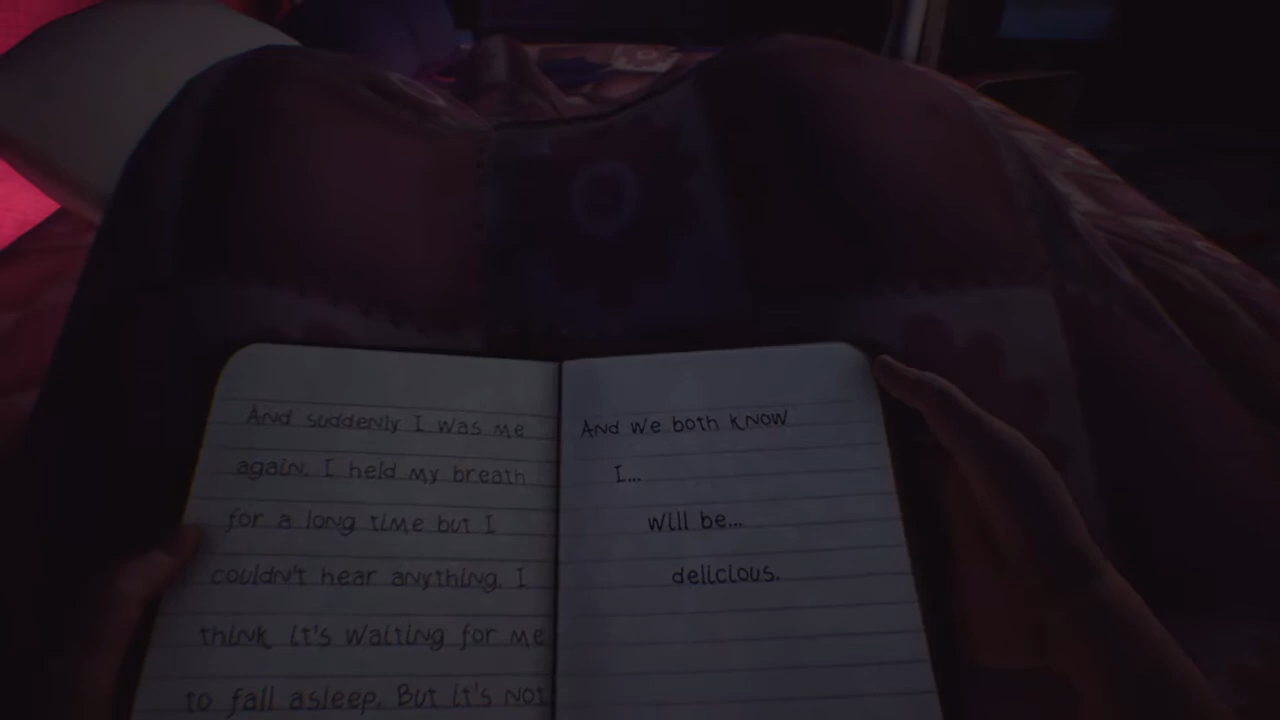 And suddenly I was me
again. I held my breath
for a long time but I
couldn't hear anything. I
think it's waiting for me
to fall asleep. But it's not
And we both know
I...
will be...
delicious.